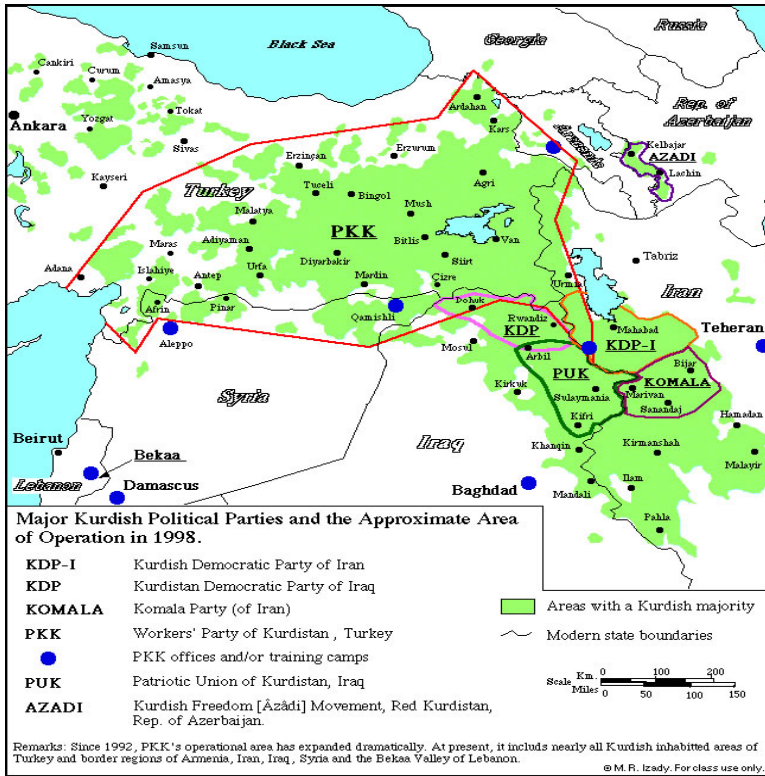 Black Sea
Georgia
Russia
Samsun
Cankiri
Curum
Amasya
Ardahan
Rep. of
Azerbaijan
Tokat
Ankara
Yozgat
Kars
Kelbajar
Sivas
AZADI
Erzinçan
Erzurum
Lachin
Kayseri
Turkey
Tuceli
Bingol
Agri
Malatya
Mush
PKK
Maras
Adiyaman
Bitlis
Van
Diyarbakir
Siirt
Tabriz
Adana
Islahiye
Antep
Urfa
Mardin
Çizre
Urmia
Iran
Afrin
Pinar
Qamishli
Dohuk
Rwandiz
Mahabad
Teheran
KDP
KDP-I
Aleppo
Mosul
Arbil
Bijar
PUK
KOMALA
Syria
Kirkuk
Sulaymania
Marivan
Sanandaj
Kifri
Hamadan
Beirut
Iraq
Khanqin
Kirmanshah
Bekaa
Malayir
Lebanon
Damascus
Baghdad
Mandali
Ilam
Pahla
Major Kurdish Political Parties and the Approximate Area
of Operation in 1998.
KDP-I Kurdish Democratic Party of Iran
KDP Kurdistan Democratic Party of Iraq
KOMALA Komala Party (of Iran)
PKK Workers' Party of Kurdistan , Turkey
PKK offices and/or training camps
PUK Patriotic Union of Kurdistan, Iraq
AZADI Kurdish Freedom [Âzâdi] Movement, Red Kurdistan,
Rep. of Azerbaijan.
Areas with a Kurdish majority
Modern state boundaries
Km. 0 100 200
Scale
Miles 0 50 100 150
Remarks: Since 1992, PKK's operational area has expanded dramatically. At present, it includes nearly all Kurdish inhabited areas of
Turkey and border regions of Armenia, Iran, Iraq, Syria and the Bekaa Valley of Lebanon.
© M.R. Izady. For class use only.